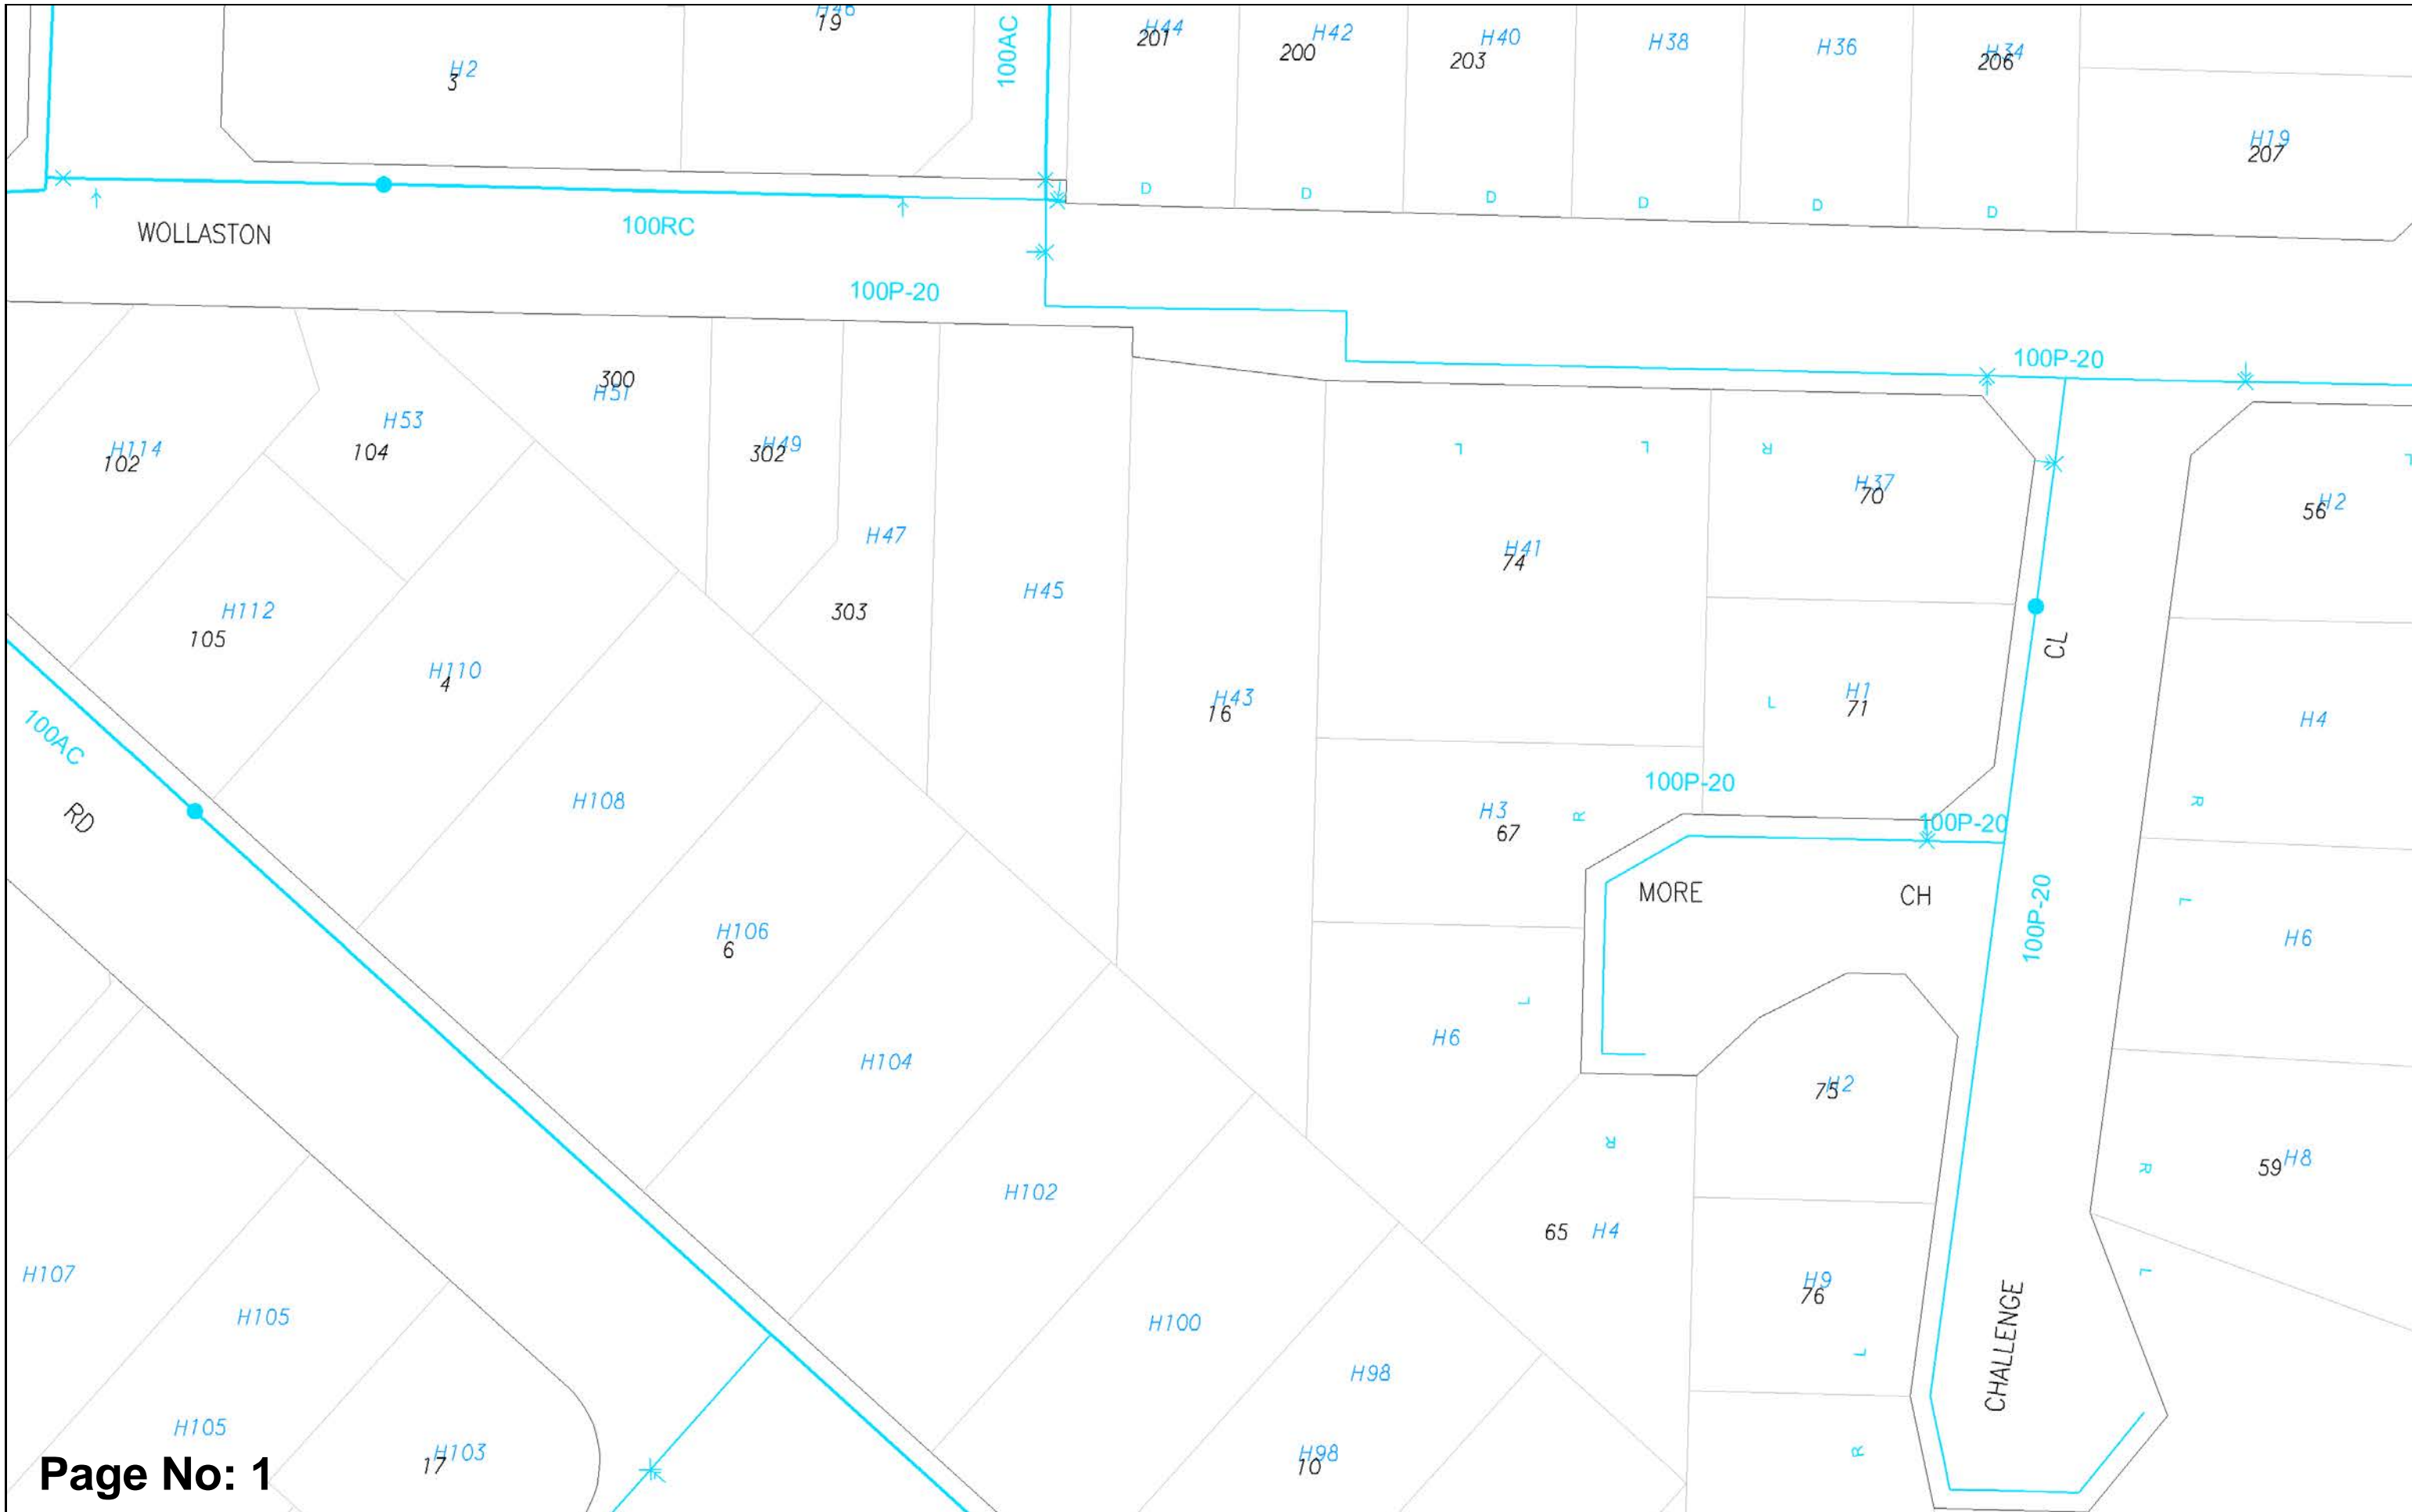 H46
19
100AC
H44
201
H42
200
H40
203
H38
H36
H34
206
H2
3
H19
207
D
D
D
D
D
D
WOLLASTON
100RC
100P-20
100P-20
300
H51
H53
104
H49
302
H114
102
L
L
R
H37
70
L
H2
56
H47
H41
74
H45
303
H112
105
CL
H110
4
H43
16
L
H1
71
H4
100AC
RD
H108
H3
67
R
100P-20
100P-20
R
MORE
CH
100P-20
L
H6
H106
6
L
H6
H104
H2
75
R
H102
65
H4
59
H8
R
H107
H105
H100
H9
76
L
CHALLENGE
H98
L
H105
H103
17
H98
10
R
Page No: 1